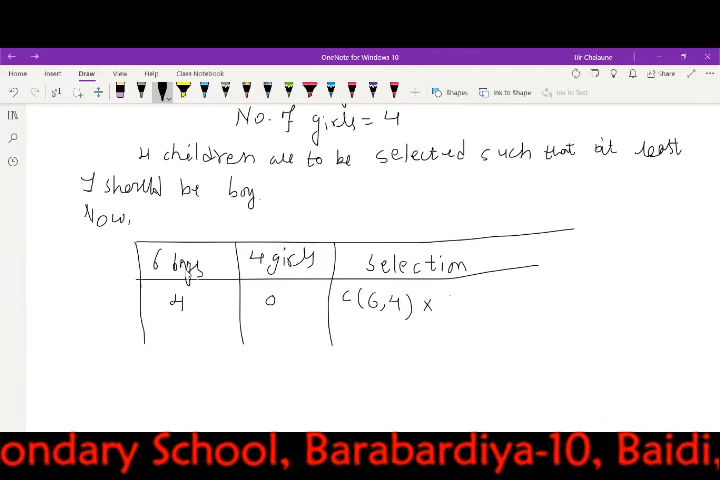 OneNote for Windows 10
Bir Chalaune
Home Insert Draw View Help Class Notebook
Share
Shapes Ink to Shape Ink to Text
No. of girls = 4
4 children are to be selected such that at least
1 should be boy.
Now,
6 boys 4 girls Selection
4 0 C(6,4) ×
ondary School, Barabardiya-10, Baidi,